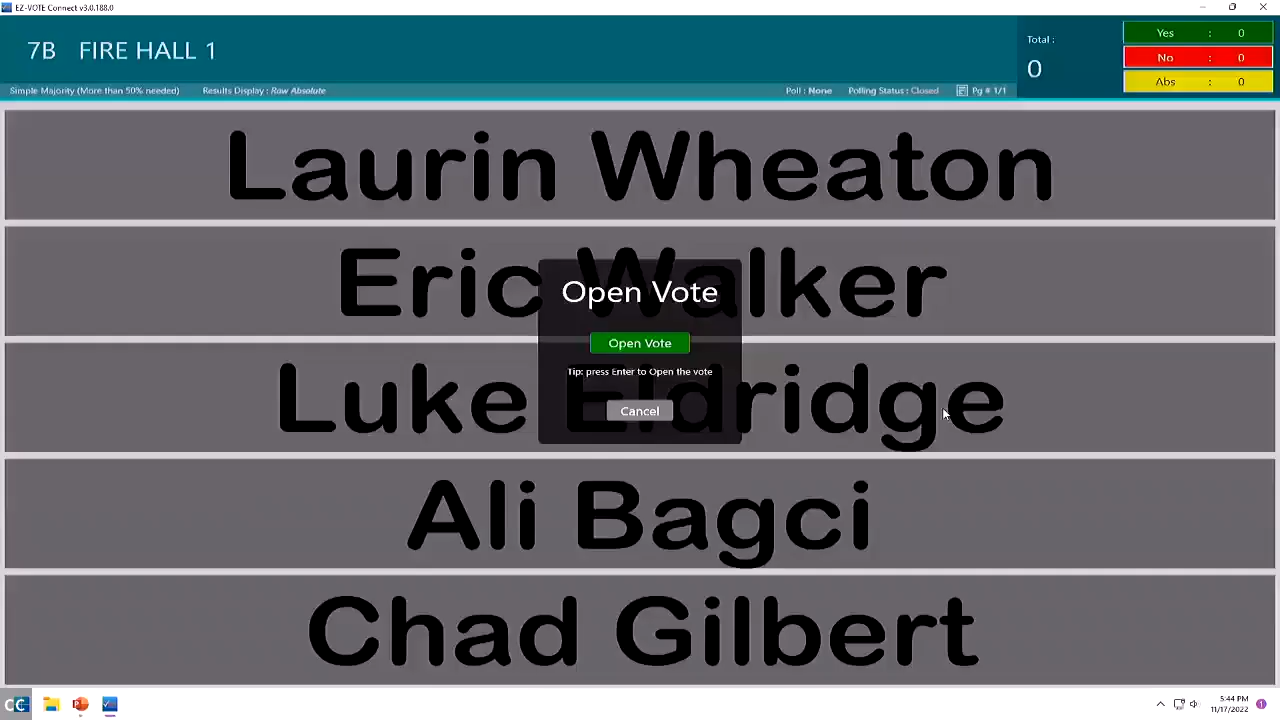 EZ-VOTE Connect v3.0.188.0
7B FIRE HALL 1
Total :
0
Yes : 0
No : 0
Abs : 0
Simple Majority (More than 50% needed) Results Display : Raw Absolute Poll : None Polling Status : Closed Pg # 1/1
Laurin Wheaton
Eric Walker
Open Vote
Open Vote
Tip: press Enter to Open the vote
Luke Eldridge
Cancel
Ali Bagci
Chad Gilbert
5:44 PM
11/17/2022
1